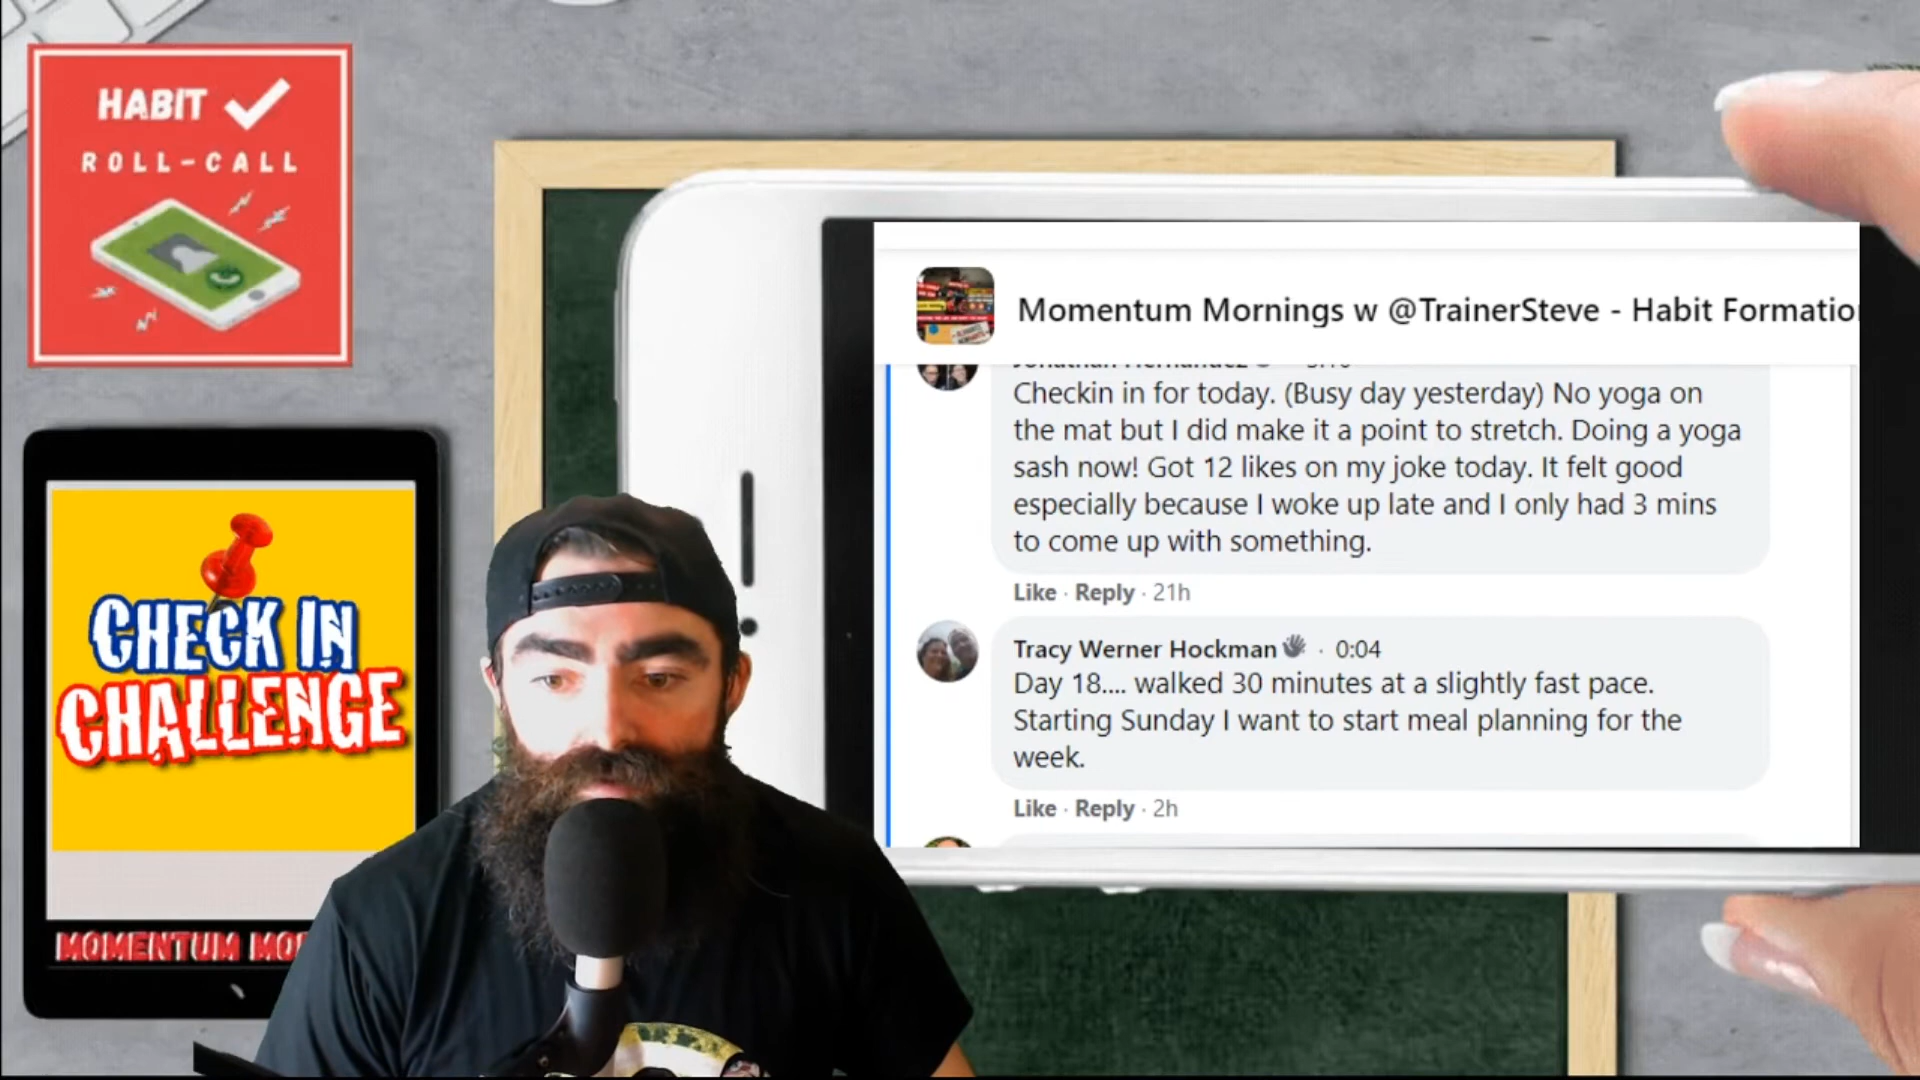 HABIT
ROLL-CALL
CHECK IN
CHALLENGE
MOMENTUM
Momentum Mornings w @TrainerSteve - Habit Formatio
Checkin in for today. (Busy day yesterday) No yoga on
the mat but I did make it a point to stretch. Doing a yoga
sash now! Got 12 likes on my joke today. It felt good
especially because I woke up late and I only had 3 mins
to come up with something.
Like · Reply · 21h
Tracy Werner Hockman · 0:04
Day 18.... walked 30 minutes at a slightly fast pace.
Starting Sunday I want to start meal planning for the
week.
Like · Reply · 2h